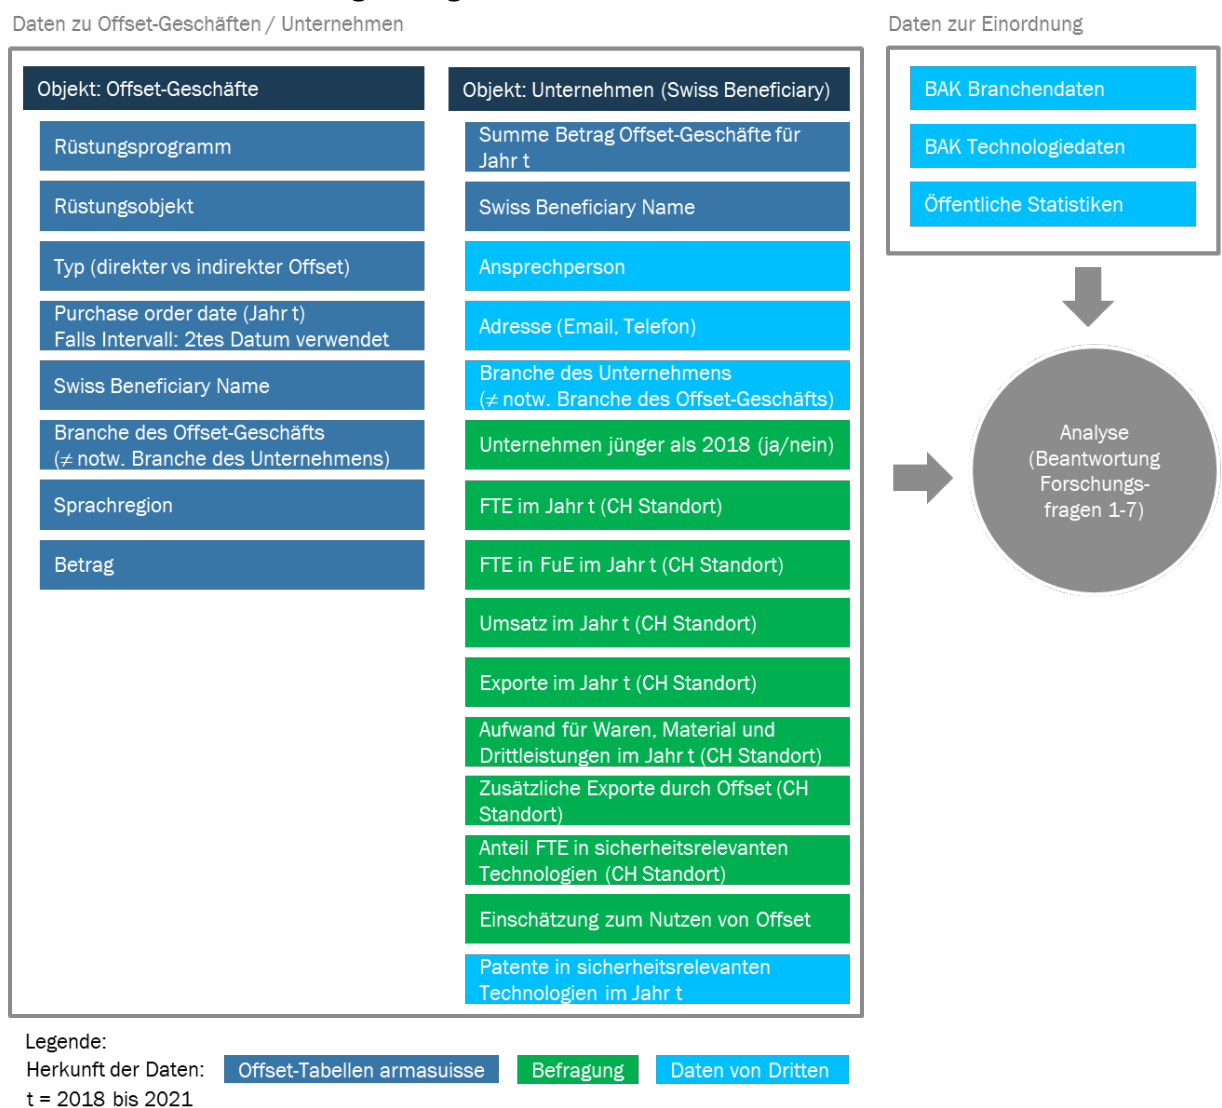 Daten zu Offset-Geschäften / Unternehmen
Objekt: Offset-Geschäfte
Rüstungsprogramm
Rüstungsobjekt
Typ (direkter vs indirekter Offset)
Purchase order date (Jahr t)
Falls Intervall: 2tes Datum verwendet
Swiss Beneficiary Name
Branche des Offset-Geschäfts
(≠ notw. Branche des Unternehmens)
Sprachregion
Betrag
Objekt: Unternehmen (Swiss Beneficiary)
Summe Betrag Offset-Geschäfte für
Jahr t
Swiss Beneficiary Name
Ansprechperson
Adresse (Email, Telefon)
Branche des Unternehmens
(≠ notw. Branche des Offset-Geschäfts)
Unternehmen jünger als 2018 (ja/nein)
FTE im Jahr t (CH Standort)
FTE in FuE im Jahr t (CH Standort)
Umsatz im Jahr t (CH Standort)
Exporte im Jahr t (CH Standort)
Aufwand für Waren, Material und
Drittleistungen im Jahr t (CH Standort)
Zusätzliche Exporte durch Offset (CH
Standort)
Anteil FTE in sicherheitsrelevanten
Technologien (CH Standort)
Einschätzung zum Nutzen von Offset
Patente in sicherheitsrelevanten
Technologien im Jahr t
Daten zur Einordnung
BAK Branchendaten
BAK Technologiedaten
Öffentliche Statistiken
Analyse
(Beantwortung
Forschungs-
fragen 1-7)
Legende:
Herkunft der Daten:
Offset-Tabellen armasuisse
Befragung
Daten von Dritten
t = 2018 bis 2021